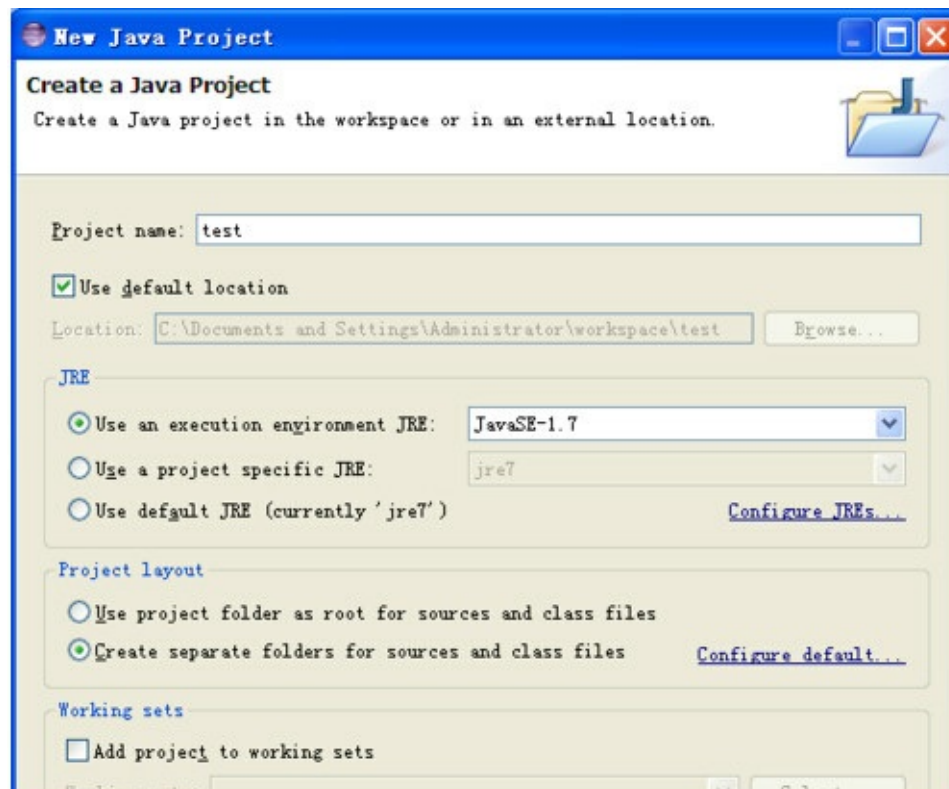 New Java Project
Create a Java Project
Create a Java project in the workspace or in an external location.
Project name: test
Use default location
Location: C:\Documents and Settings\Administrator\workspace\test Browse...
JRE
Use an execution environment JRE: JavaSE-1.7
Use a project specific JRE: jre7
Use default JRE (currently 'jre7') Configure JREs...
Project layout
Use project folder as root for sources and class files
Create separate folders for sources and class files Configure default...
Working sets
Add project to working sets